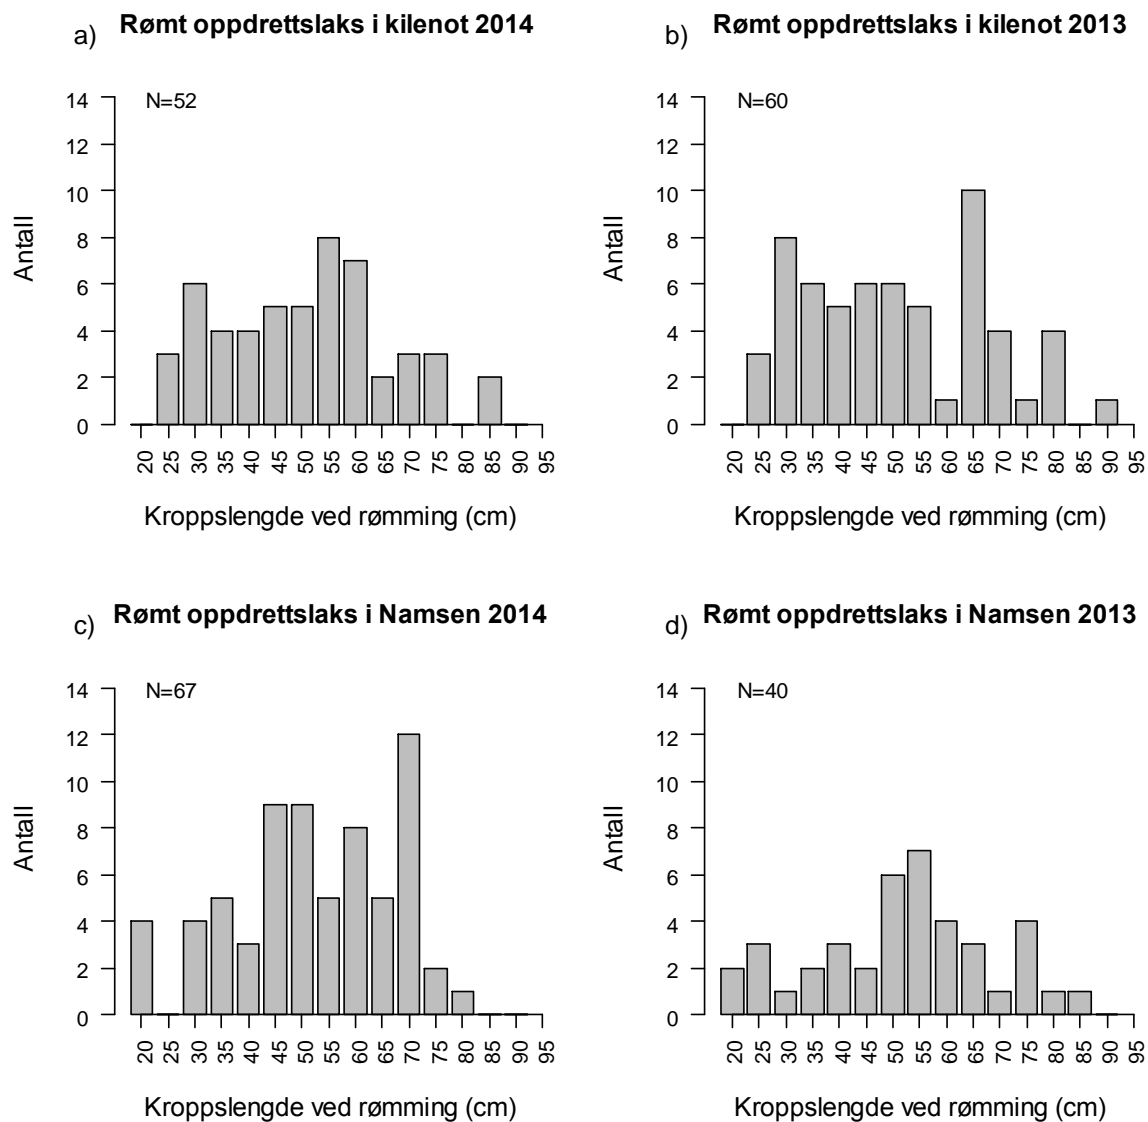 a) Rømt oppdrettslaks i kilenot 2014
N=52
14
12
10
8
6
4
2
0
Antall
20 25 30 35 40 45 50 55 60 65 70 75 80 85 90 95
Kroppslengde ved rømming (cm)
b) Rømt oppdrettslaks i kilenot 2013
N=60
14
12
10
8
6
4
2
0
Antall
20 25 30 35 40 45 50 55 60 65 70 75 80 85 90 95
Kroppslengde ved rømming (cm)
c) Rømt oppdrettslaks i Namsen 2014
N=67
14
12
10
8
6
4
2
0
Antall
20 25 30 35 40 45 50 55 60 65 70 75 80 85 90 95
Kroppslengde ved rømming (cm)
d) Rømt oppdrettslaks i Namsen 2013
N=40
14
12
10
8
6
4
2
0
Antall
20 25 30 35 40 45 50 55 60 65 70 75 80 85 90 95
Kroppslengde ved rømming (cm)